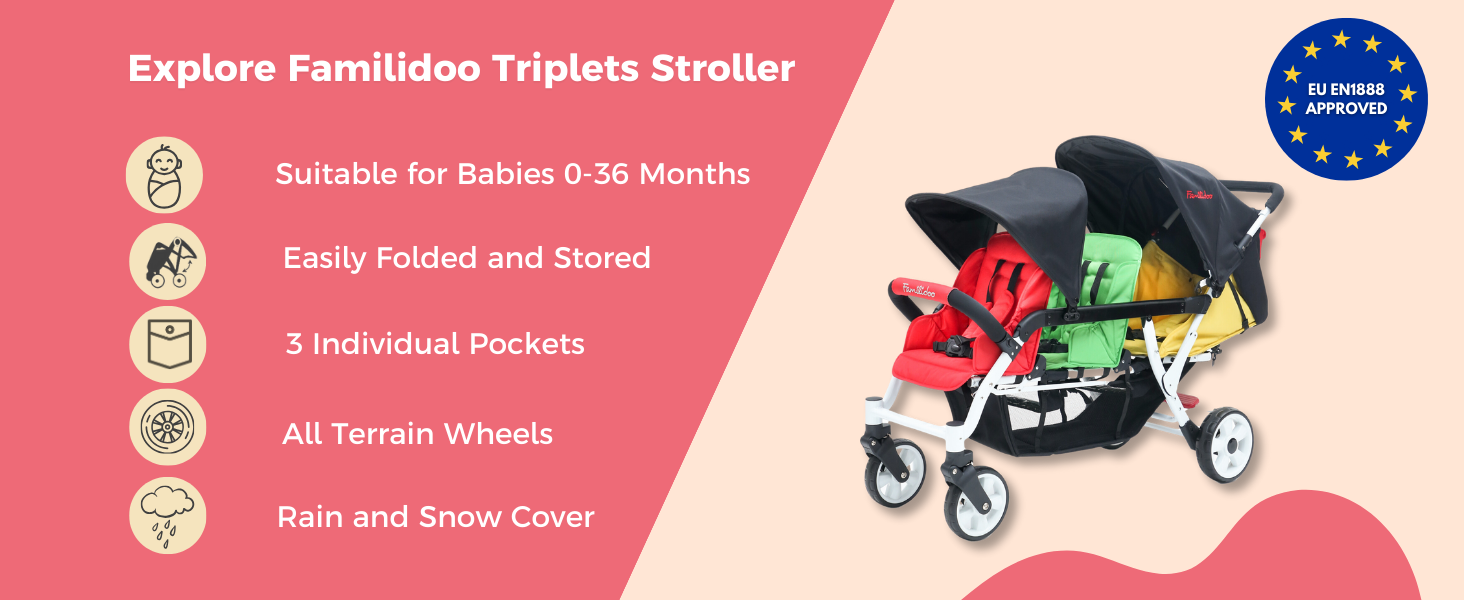 Explore Familidoo Triplets Stroller
EU EN1888
APPROVED
Suitable for Babies 0-36 Months
Easily Folded and Stored
3 Individual Pockets
All Terrain Wheels
Rain and Snow Cover
Familidoo
Familidoo